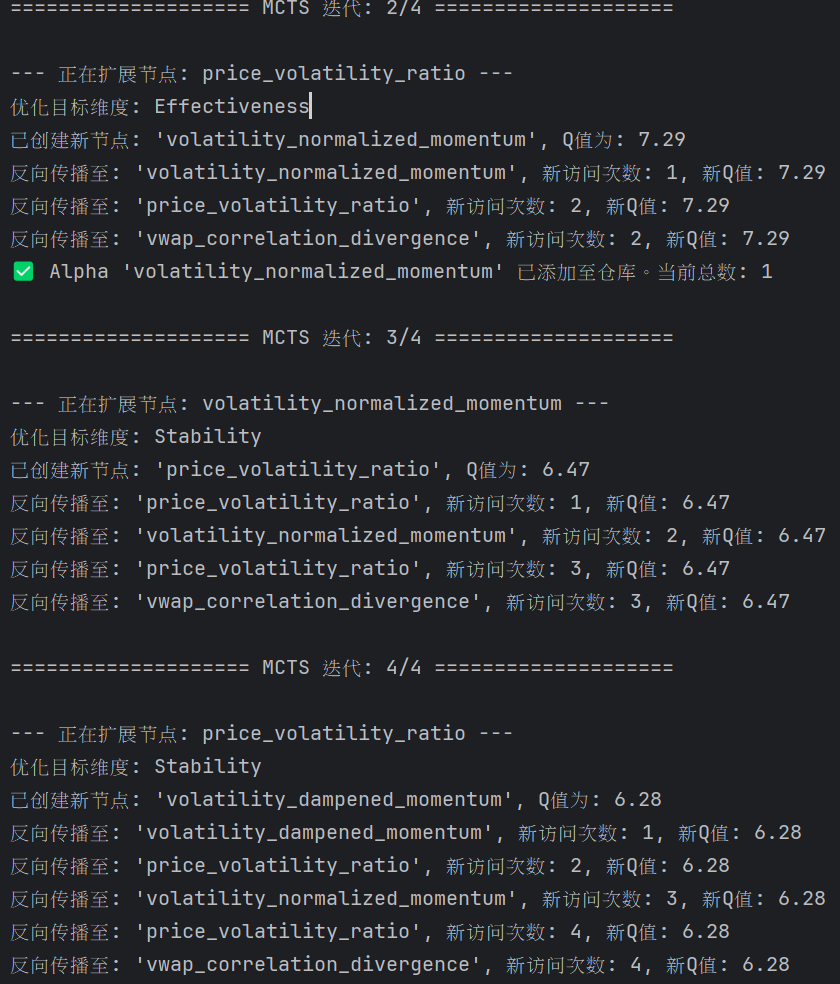 ==================== MCTS 迭代: 2/4 ====================
--- 正在扩展节点: price_volatility_ratio ---
优化目标维度: Effectiveness
已创建新节点: 'volatility_normalized_momentum', Q值为: 7.29
反向传播至: 'volatility_normalized_momentum', 新访问次数: 1, 新Q值: 7.29
反向传播至: 'price_volatility_ratio', 新访问次数: 2, 新Q值: 7.29
反向传播至: 'vwap_correlation_divergence', 新访问次数: 2, 新Q值: 7.29
✅ Alpha 'volatility_normalized_momentum' 已添加至仓库。当前总数: 1
==================== MCTS 迭代: 3/4 ====================
--- 正在扩展节点: volatility_normalized_momentum ---
优化目标维度: Stability
已创建新节点: 'price_volatility_ratio', Q值为: 6.47
反向传播至: 'price_volatility_ratio', 新访问次数: 1, 新Q值: 6.47
反向传播至: 'volatility_normalized_momentum', 新访问次数: 2, 新Q值: 6.47
反向传播至: 'price_volatility_ratio', 新访问次数: 3, 新Q值: 6.47
反向传播至: 'vwap_correlation_divergence', 新访问次数: 3, 新Q值: 6.47
==================== MCTS 迭代: 4/4 ====================
--- 正在扩展节点: price_volatility_ratio ---
优化目标维度: Stability
已创建新节点: 'volatility_dampened_momentum', Q值为: 6.28
反向传播至: 'volatility_dampened_momentum', 新访问次数: 1, 新Q值: 6.28
反向传播至: 'price_volatility_ratio', 新访问次数: 2, 新Q值: 6.28
反向传播至: 'volatility_normalized_momentum', 新访问次数: 3, 新Q值: 6.28
反向传播至: 'price_volatility_ratio', 新访问次数: 4, 新Q值: 6.28
反向传播至: 'vwap_correlation_divergence', 新访问次数: 4, 新Q值: 6.28